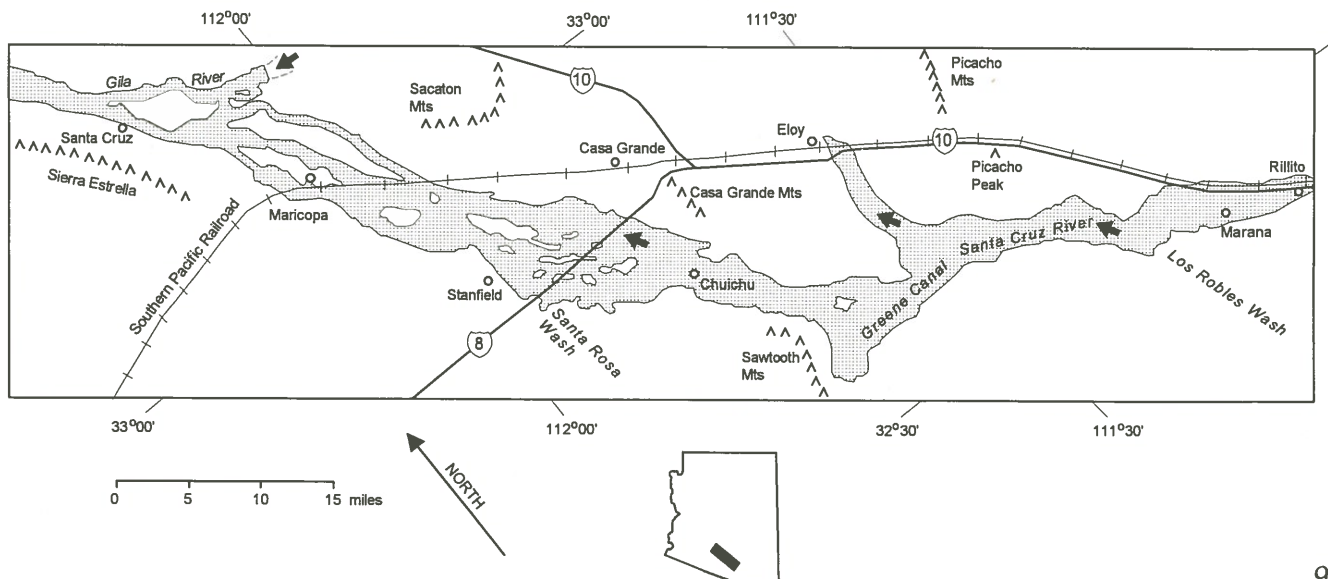 112°00'
33°00'
111°30'
Gila River
Sacaton
Mts
10
Picacho
Mts
Santa Cruz
Sierra Estrella
Casa Grande
Eloy
10
Picacho
Peak
Rillito
Casa Grande Mts
Maricopa
Southern Pacific Railroad
Stanfield
Chuichu
Santa Cruz River
Marana
Greene Canal
Los Robles Wash
Santa Rosa
Wash
8
Sawtooth
Mts
33°00'
112°00'
32°30'
111°30'
0 5 10 15 miles
NORTH